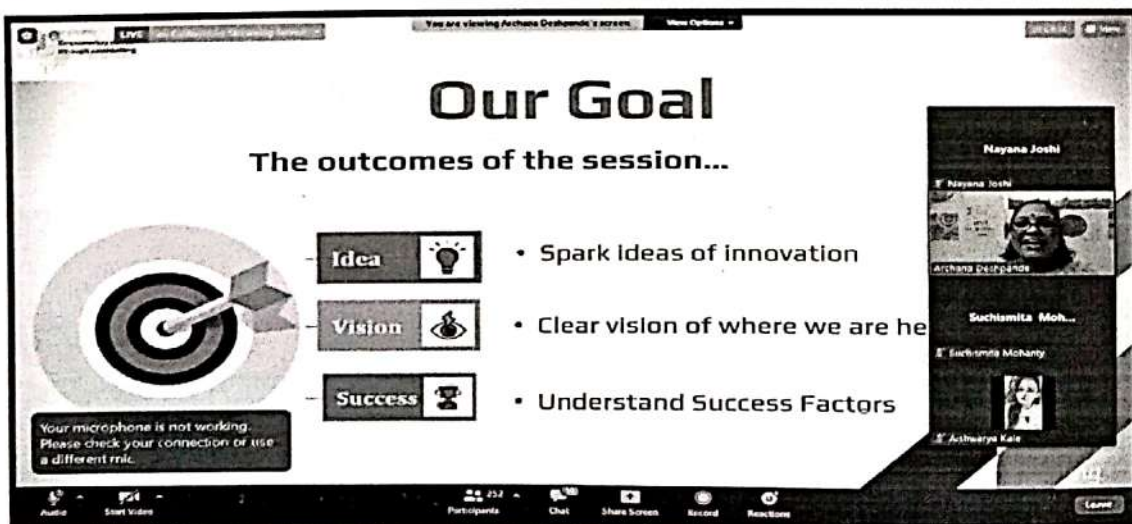 You are viewing Archana Deshpande's screen
View Options
LIVE
through
Our Goal
The outcomes of the session...
Idea
• Spark ideas of innovation
Vision
• Clear vision of where we are he
Success
• Understand Success Factors
Your microphone is not working.
Please check your connection or use
a different mic.
Nayana Joshi
Nayana Joshi
Archana Deshpande
Suchismita Moh...
Suchismita Mohanty
Aishwarya Kale
Audio
Start Video
252
Participants
Chat
Share Screen
Record
Reactions
Leave